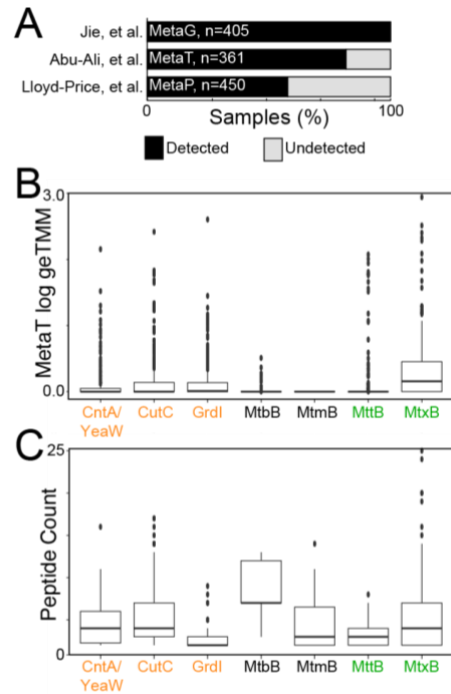 A
Jie, et al. MetaG, n=405
Abu-Ali, et al. MetaT, n=361
Lloyd-Price, et al. MetaP, n=450
0 100
Samples (%)
Detected Undetected
B
3.0
MetaT log geTMM
0.0
CntA/ CutC GrdI MtbB MtmB MttB MtxB
YeaW
C
25
Peptide Count
0
CntA/ CutC GrdI MtbB MtmB MttB MtxB
YeaW